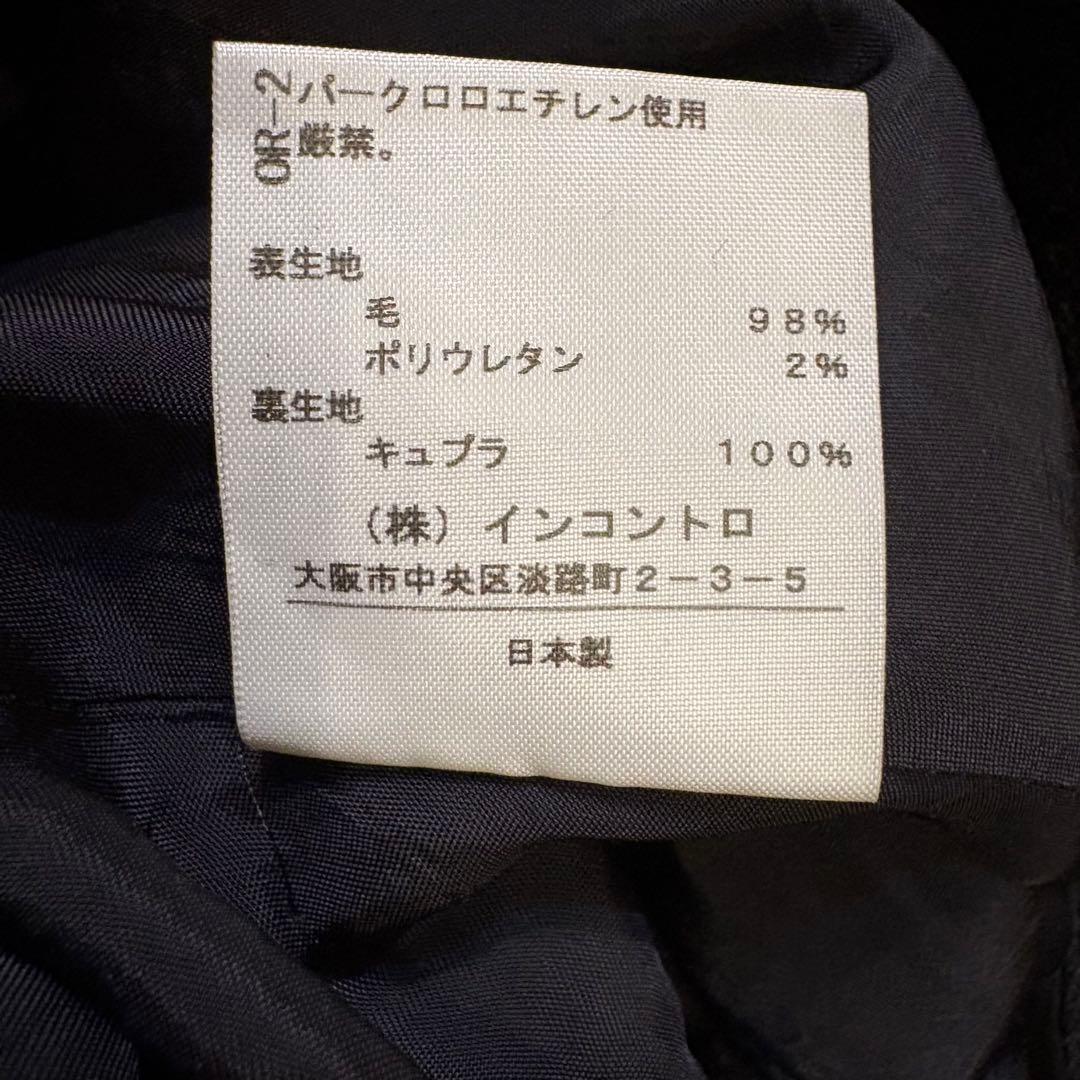 OR-2
パークロロエチレン使用
厳禁。
表生地
毛 98%
ポリウレタン 2%
裏生地
キュプラ 100%
(株)インコントロ
大阪市中央区淡路町2-3-5
日本製